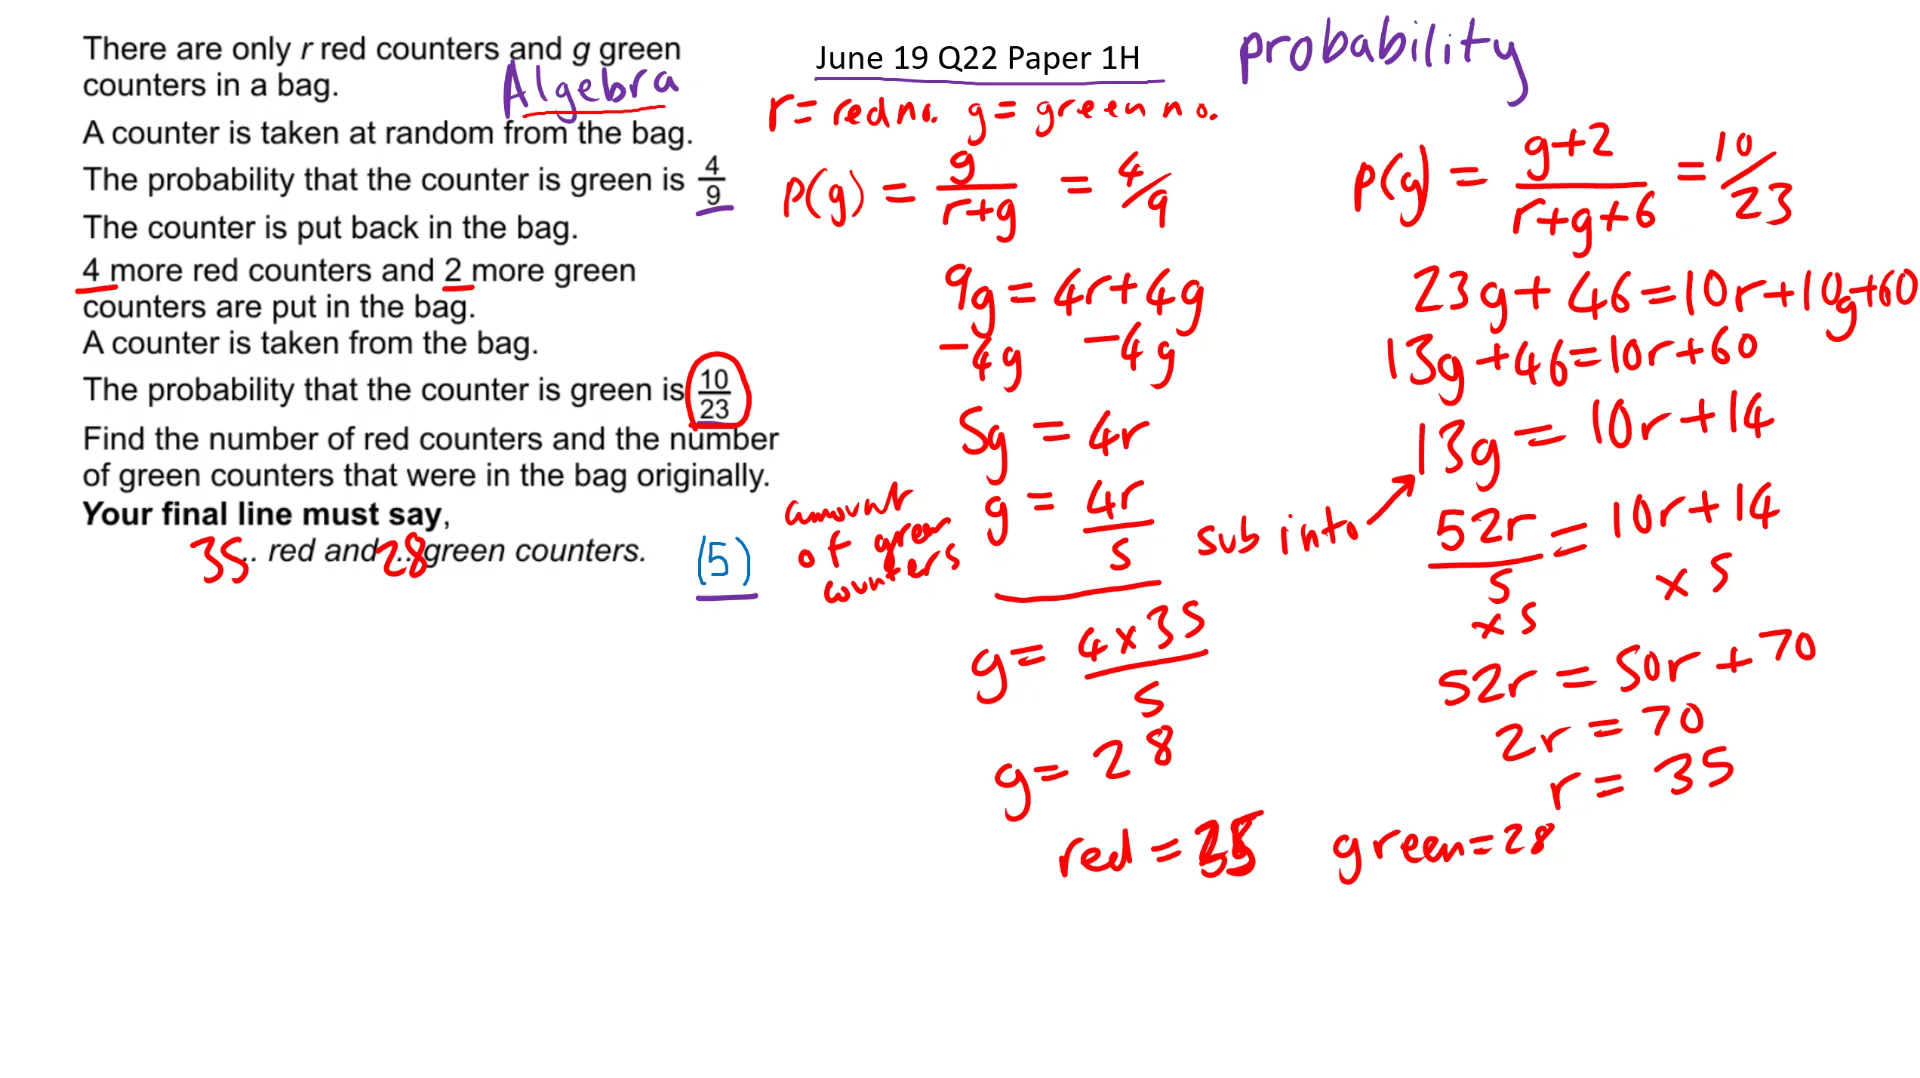 There are only r red counters and g green
counters in a bag.
Algebra
A counter is taken at random from the bag.
The probability that the counter is green is 4/9
The counter is put back in the bag.
4 more red counters and 2 more green
counters are put in the bag.
A counter is taken from the bag.
The probability that the counter is green is 10/23
Find the number of red counters and the number
of green counters that were in the bag originally.
Your final line must say,
35.. red and 28... green counters.
(5)
June 19 Q22 Paper 1H
r = red no. g = green no.
P(g) = g/(r+g) = 4/9
9g = 4r+4g
-4g -4g
5g = 4r
g = 4r/5
amount
of green
counters
g = 4×35/5
g = 28
red = 35 green = 28
probability
P(g) = (g+2)/(r+g+6) = 10/23
23g + 46 = 10r+10g+60
13g +46 = 10r+60
13g = 10r+14
sub into
52r/5 = 10r+14
×5 ×5
52r = 50r + 70
2r = 70
r = 35